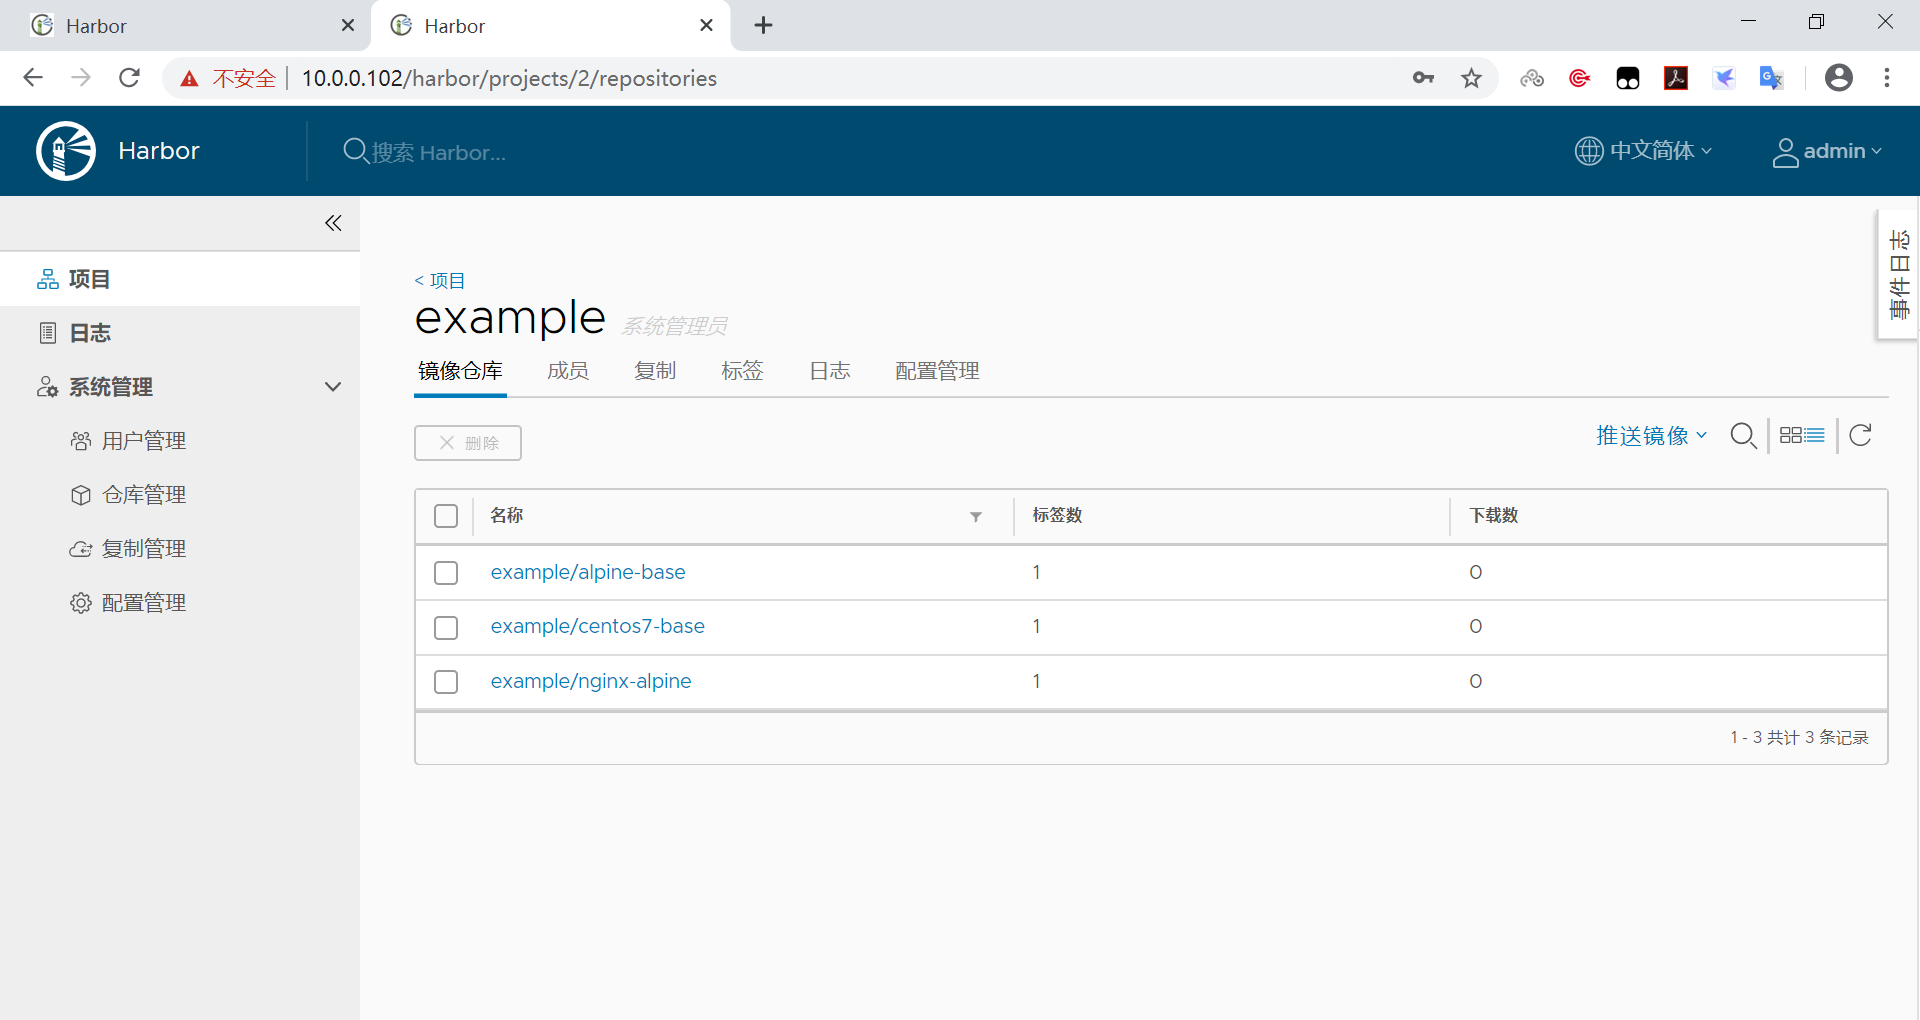 Harbor
Harbor
不安全 10.0.0.102/harbor/projects/2/repositories
Harbor
搜索 Harbor...
中文简体
admin
项目
日志
系统管理
用户管理
仓库管理
复制管理
配置管理
事件日志
< 项目
example 系统管理员
镜像仓库 成员 复制 标签 日志 配置管理
删除
推送镜像
名称 标签数 下载数
example/alpine-base 1 0
example/centos7-base 1 0
example/nginx-alpine 1 0
1 - 3 共计 3 条记录